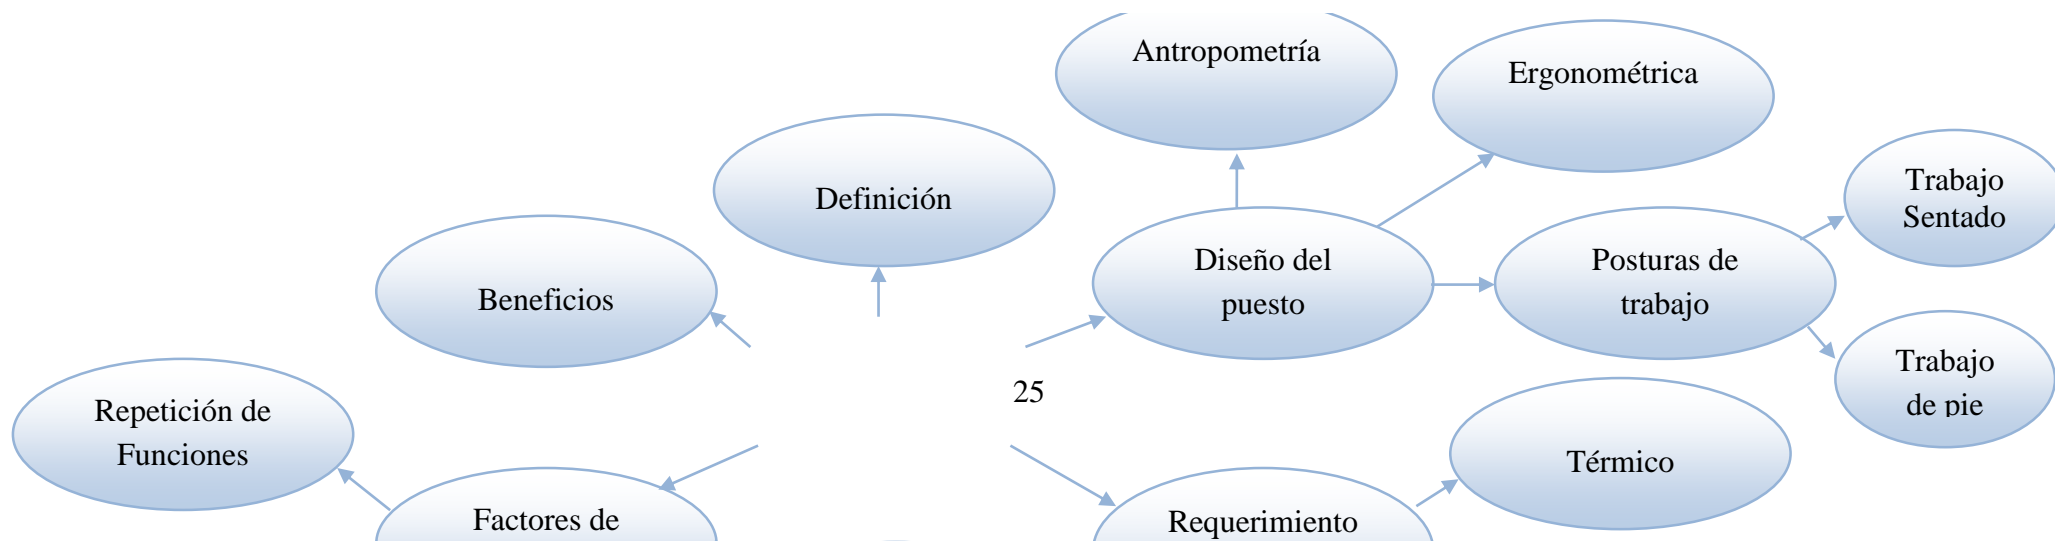 Antropometría
Ergonométrica
Trabajo
Sentado
Definición
Diseño del
puesto
Posturas de
trabajo
Beneficios
Trabajo
de pie
25
Repetición de
Funciones
Térmico
Factores de
Requerimiento